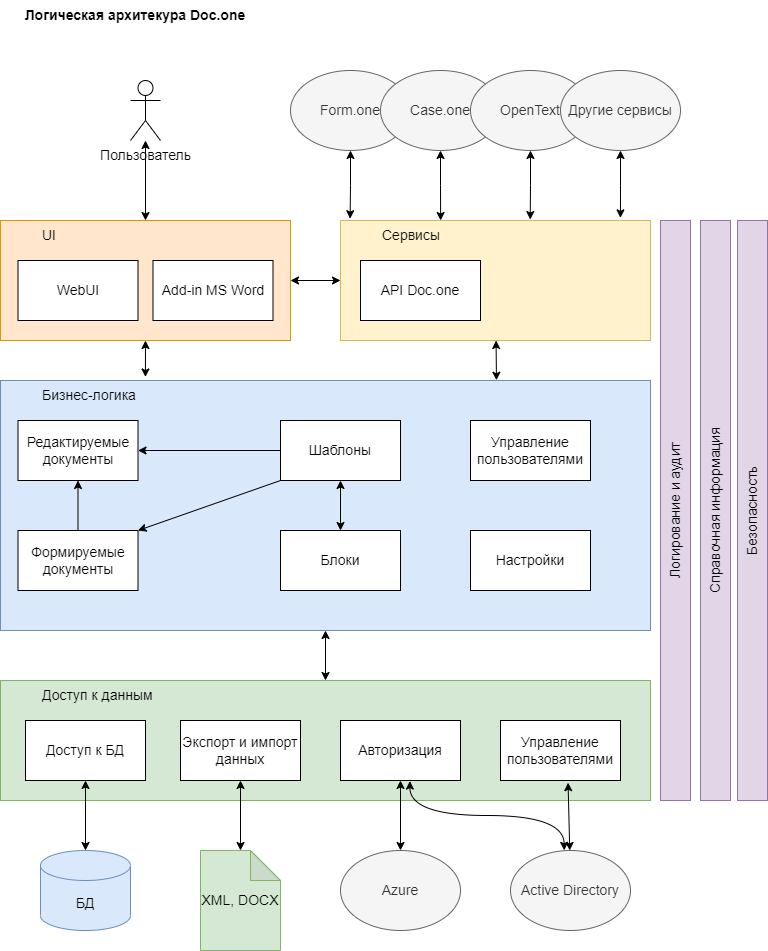 Логическая архитекура Doc.one
Пользователь
Form.one
Case.one
OpenText
Другие сервисы
UI
WebUI
Add-in MS Word
Сервисы
API Doc.one
Бизнес-логика
Редактируемые
документы
Шаблоны
Управление
пользователями
Формируемые
документы
Блоки
Настройки
Логирование и аудит
Справочная информация
Безопасность
Доступ к данным
Доступ к БД
Экспорт и импорт
данных
Авторизация
Управление
пользователями
БД
XML, DOCX
Azure
Active Directory